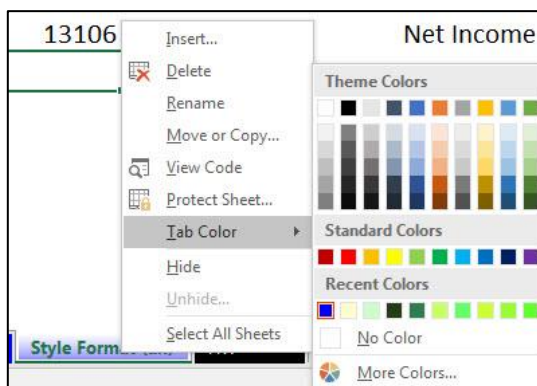 13106
Net Income
Insert...
Delete
Rename
Move or Copy...
View Code
Protect Sheet...
Tab Color
Hide
Unhide...
Select All Sheets
Theme Colors
Standard Colors
Recent Colors
No Color
More Colors...
Style Format